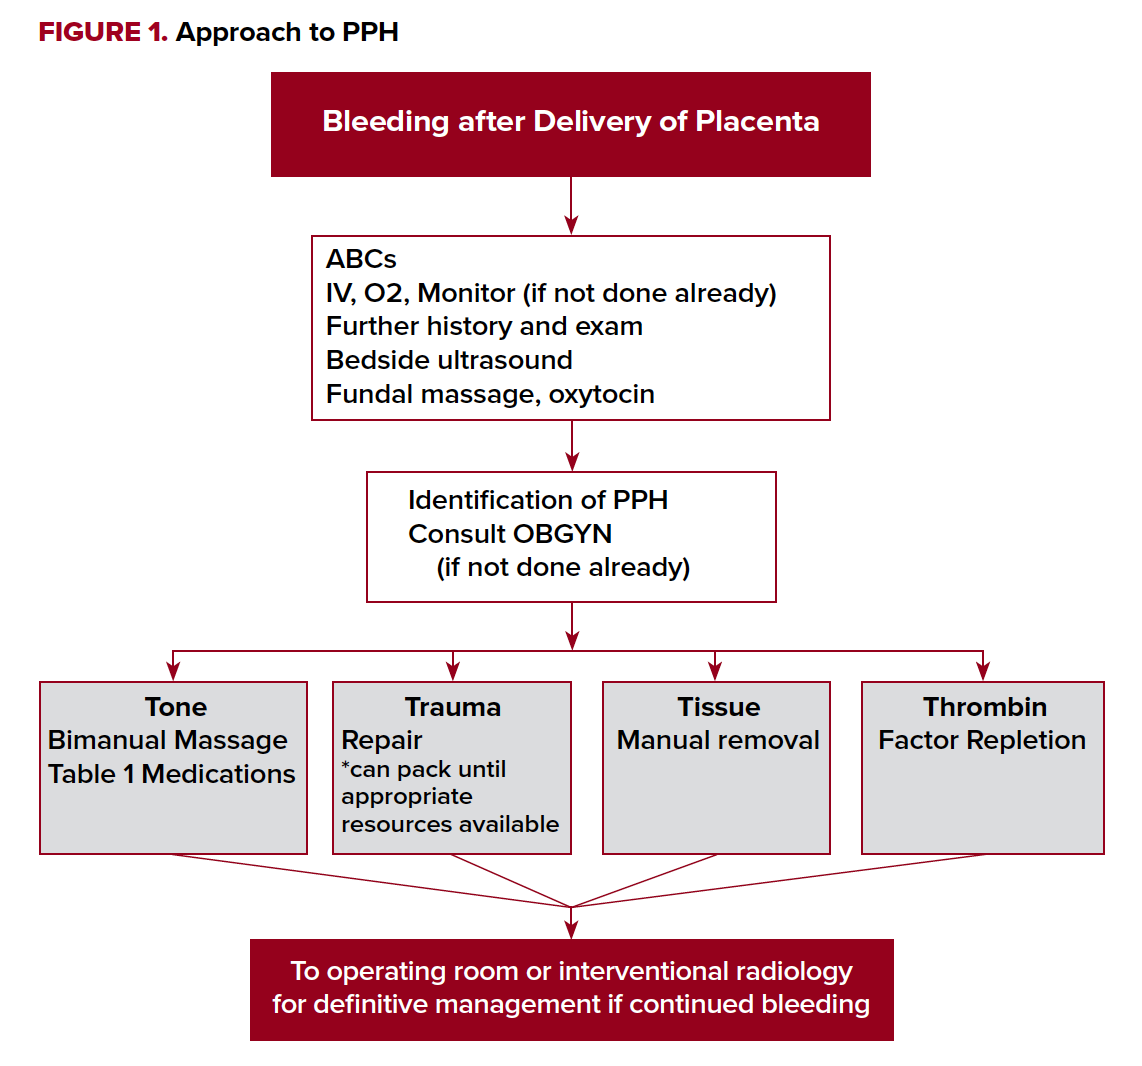 FIGURE 1. Approach to PPH
Bleeding after Delivery of Placenta
ABCs
IV, O2, Monitor (if not done already)
Further history and exam
Bedside ultrasound
Fundal massage, oxytocin
Identification of PPH
Consult OBGYN
(if not done already)
Tone
Bimanual Massage
Table 1 Medications
Trauma
Repair
*can pack until
appropriate
resources available
Tissue
Manual removal
Thrombin
Factor Repletion
To operating room or interventional radiology
for definitive management if continued bleeding